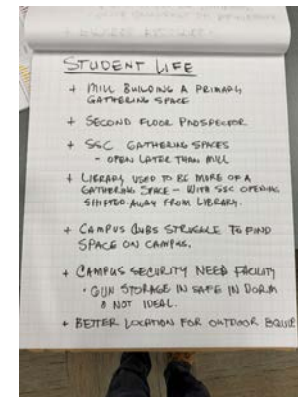 STUDENT LIFE
+ MILL BUILDING A PRIMARY
GATHERING SPACE
+ SECOND FLOOR PROSPECTOR
+ SSC GATHERING SPACES
- OPEN LATER THAN MILL
+ LIBRARY USED TO BE MORE OF A
GATHERING SPACE - WITH SSC OPENING
SHIFTED AWAY FROM LIBRARY.
+ CAMPUS CLUBS STRUGGLE TO FIND
SPACE ON CAMPUS.
+ CAMPUS SECURITY NEED FACILITY
• GUN STORAGE IN SAFE IN DORM
NOT IDEAL.
+ BETTER LOCATION FOR OUTDOOR EQUIP